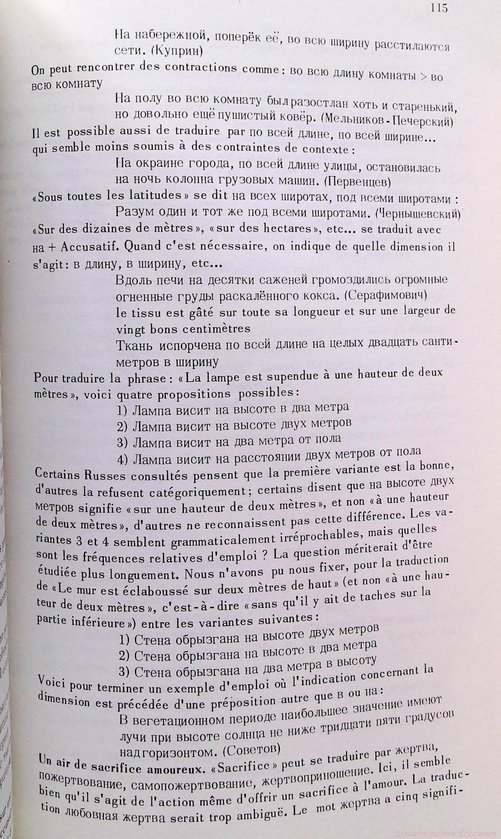 115
На набережной, поперёк её, во всю ширину расстилаются
сети. (Куприн)
On peut rencontrer des contractions comme : во всю длину комнаты > во
всю комнату
На полу во всю комнату был разостлан хоть и старенький,
но довольно ещё пушистый ковёр. (Мельников-Печерский)
Il est possible aussi de traduire par по всей длине, по всей ширине...
qui semble moins soumis à des contraintes de contexte :
На окраине города, по всей длине улицы, остановилась
на ночь колонна грузовых машин. (Первенцев)
«Sous toutes les latitudes» se dit на всех широтах, под всеми широтами :
Разум один и тот же под всеми широтами. (Чернышевский)
«Sur des dizaines de mètres», «sur des hectares», etc... se traduit avec
на + Accusatif. Quand c'est nécessaire, on indique de quelle dimension il
s'agit : в длину, в ширину, etc...
Вдоль печи на десятки саженей громоздились огромные
огненные груды раскалённого кокса. (Серафимович)
le tissu est gâté sur toute sa longueur et sur une largeur de
vingt bons centimètres
Ткань испорчена по всей длине на целых двадцать санти-
метров в ширину
Pour traduire la phrase : «La lampe est supendue à une hauteur de deux
mètres», voici quatre propositions possibles :
1) Лампа висит на высоте в два метра
2) Лампа висит на высоте двух метров
3) Лампа висит на два метра от пола
4) Лампа висит на расстоянии двух метров от пола
Certains Russes consultés pensent que la première variante est la bonne,
d'autres la refusent catégoriquement ; certains disent que на высоте двух
метров signifie «sur une hauteur de deux mètres», et non «à une hauteur
de deux mètres», d'autres ne reconnaissent pas cette différence. Les va-
riantes 3 et 4 semblent grammaticalement irréprochables, mais quelles
sont les fréquences relatives d'emploi ? La question mériterait d'être
étudiée plus longuement. Nous n'avons pu nous fixer, pour la traduction
de «Le mur est éclaboussé sur deux mètres de haut» (et non «à une hau-
teur de deux mètres», c'est-à-dire «sans qu'il y ait de taches sur la
partie inférieure») entre les variantes suivantes :
1) Стена обрызгана на высоте двух метров
2) Стена обрызгана на высоте в два метра
3) Стена обрызгана на два метра в высоту
Voici pour terminer un exemple d'emploi où l'indication concernant la
dimension est précédée d'une préposition autre que в ou на :
В вегетационном периоде наибольшее значение имеют
лучи при высоте солнца не ниже тридцати пяти градусов
над горизонтом. (Советов)
Un air de sacrifice amoureux. «Sacrifice» peut se traduire par жертва,
пожертвование, самопожертвование, жертвоприношение. Ici, il semble
bien qu'il s'agit de l'action même d'offrir un sacrifice à l'amour. La traduc-
tion любовная жертва serait trop ambiguë. Le mot жертва a cinq signifi-